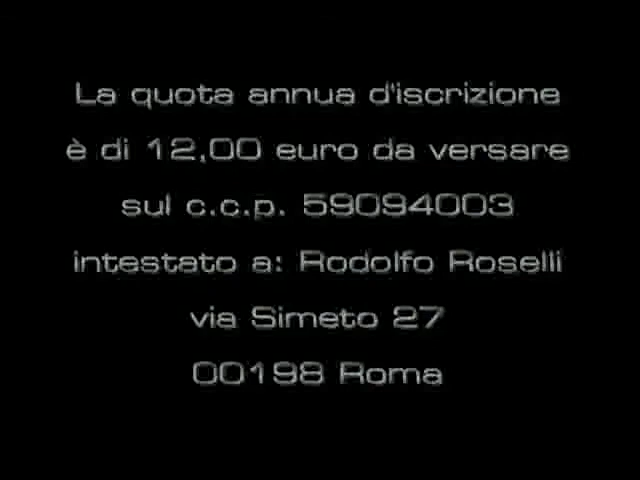 La quota annua d'iscrizione
è di 12,00 euro da versare
sul c.c.p. 59094003
intestato a: Rodolfo Roselli
via Simeto 27
00198 Roma